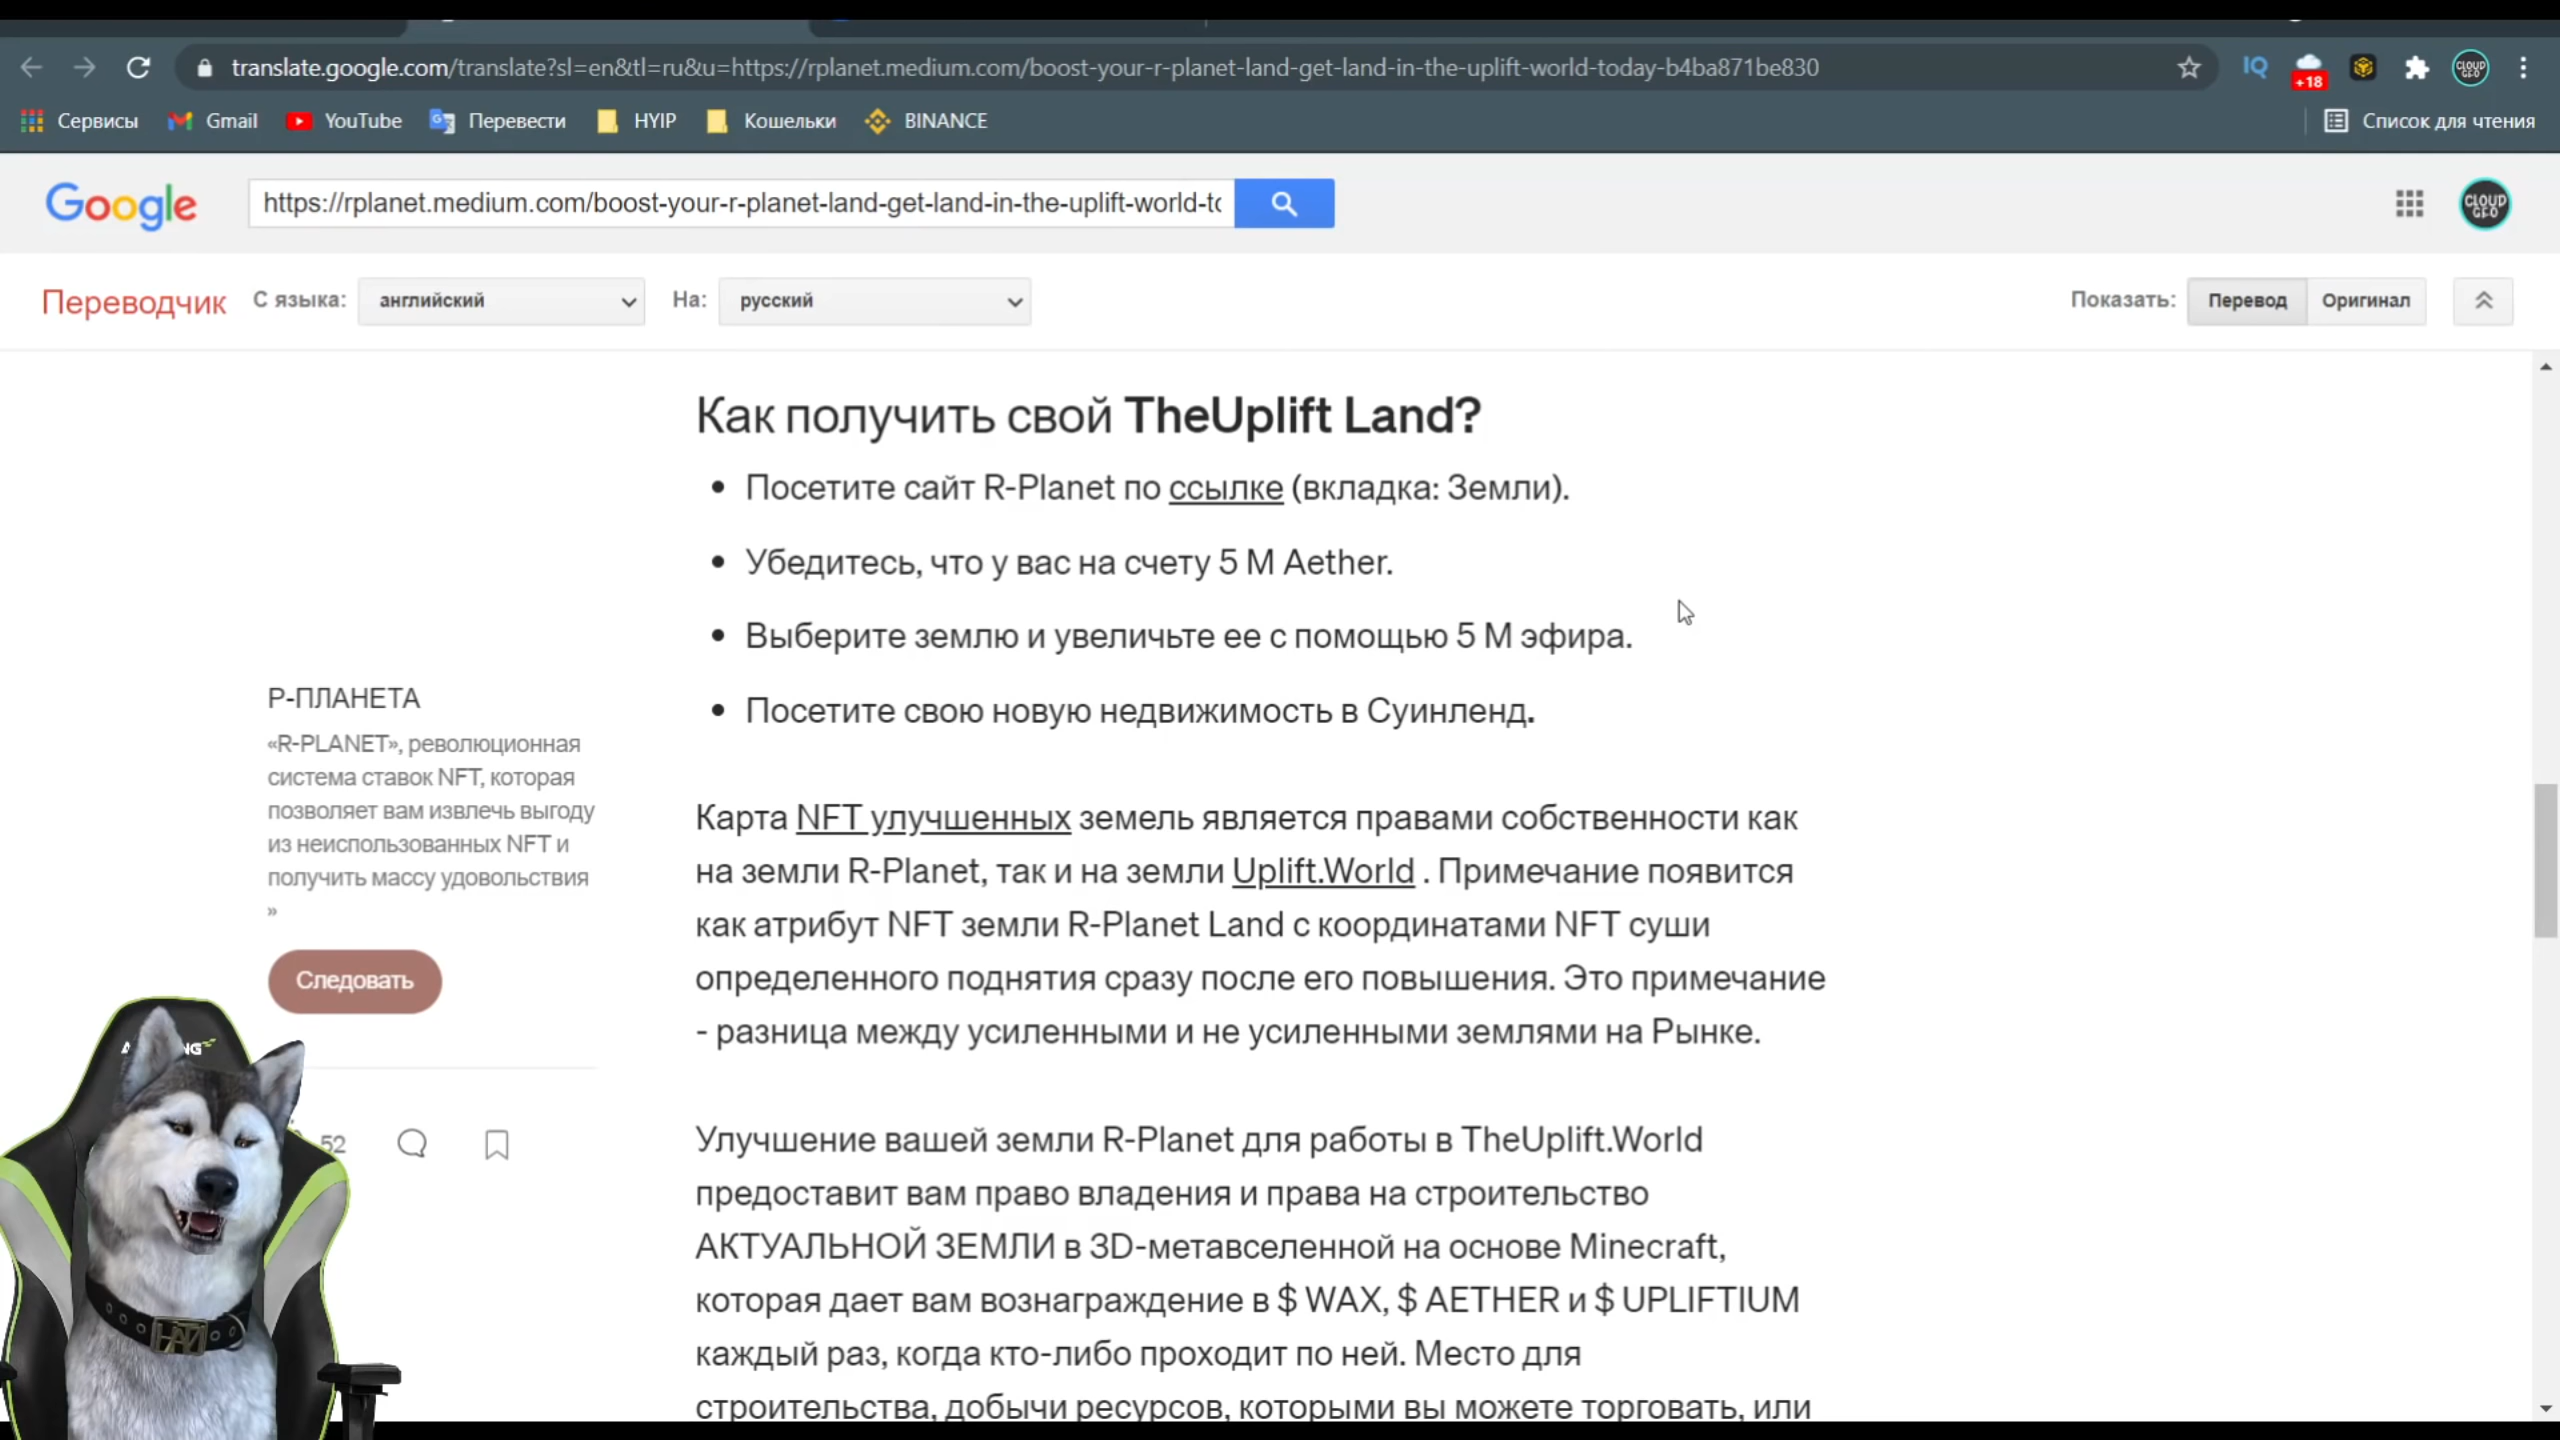 translate.google.com/translate?sl=en&tl=ru&u=https://rplanet.medium.com/boost-your-r-planet-land-get-land-in-the-uplift-world-today-b4ba871be830
IQ
+18
CLOUD
GEO
Сервисы
Gmail
YouTube
Перевести
HYIP
Кошельки
BINANCE
Список для чтения
Google
https://rplanet.medium.com/boost-your-r-planet-land-get-land-in-the-uplift-world-to
CLOUD
GEO
Переводчик
С языка:
английский
На:
русский
Показать:
Перевод
Оригинал
Как получить свой TheUplift Land?
• Посетите сайт R-Planet по ссылке (вкладка: Земли).
• Убедитесь, что у вас на счету 5 M Aether.
• Выберите землю и увеличьте ее с помощью 5 M эфира.
• Посетите свою новую недвижимость в Суинленд.
Р-ПЛАНЕТА
«R-PLANET», революционная
система ставок NFT, которая
позволяет вам извлечь выгоду
из неиспользованных NFT и
получить массу удовольствия
»
Следовать
52
Карта NFT улучшенных земель является правами собственности как
на земли R-Planet, так и на земли Uplift.World . Примечание появится
как атрибут NFT земли R-Planet Land с координатами NFT суши
определенного поднятия сразу после его повышения. Это примечание
- разница между усиленными и не усиленными землями на Рынке.
Улучшение вашей земли R-Planet для работы в TheUplift.World
предоставит вам право владения и права на строительство
АКТУАЛЬНОЙ ЗЕМЛИ в 3D-метавселенной на основе Minecraft,
которая дает вам вознаграждение в $ WAX, $ AETHER и $ UPLIFTIUM
каждый раз, когда кто-либо проходит по ней. Место для
строительства, добычи ресурсов, которыми вы можете торговать, или